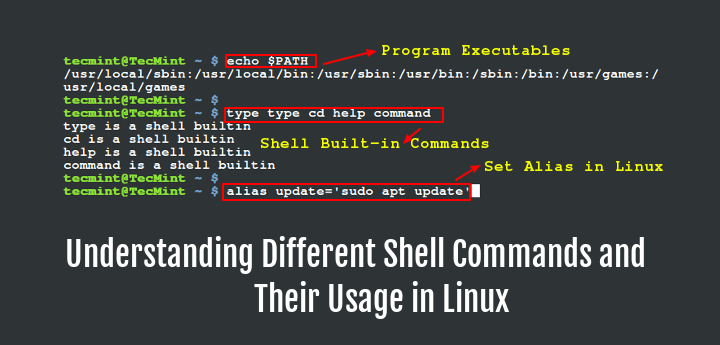 tecmint@TecMint ~ $ echo $PATH
Program Executables
/usr/local/sbin:/usr/local/bin:/usr/sbin:/usr/bin:/sbin:/bin:/usr/games:/
usr/local/games
tecmint@TecMint ~ $
tecmint@TecMint ~ $ type type cd help command
type is a shell builtin
cd is a shell builtin
Shell Built-in Commands
help is a shell builtin
command is a shell builtin
Set Alias in Linux
tecmint@TecMint ~ $
tecmint@TecMint ~ $ alias update='sudo apt update'
Understanding Different Shell Commands and
Their Usage in Linux